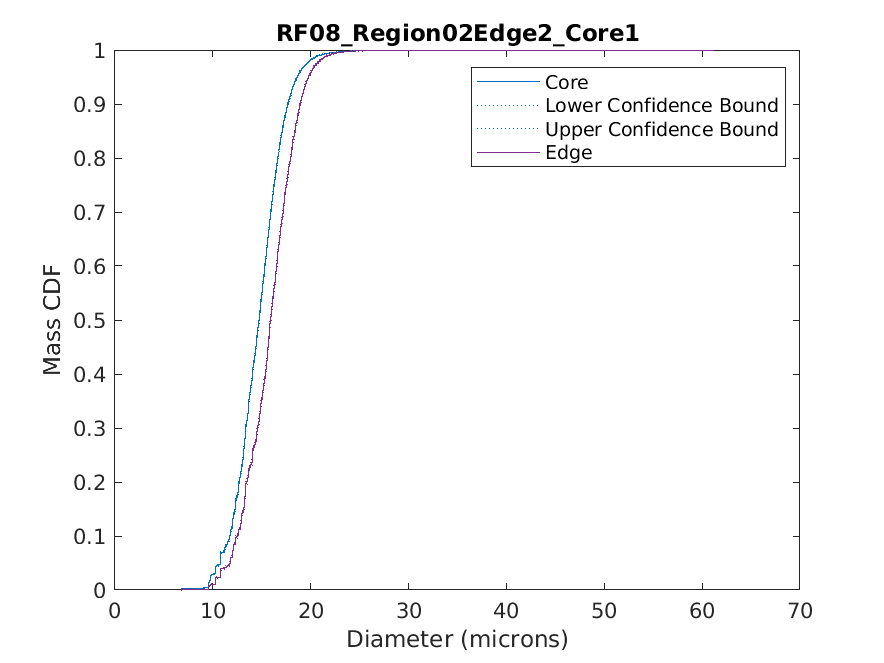 RF08_Region02Edge2_Core1
Core
Lower Confidence Bound
Upper Confidence Bound
Edge
Mass CDF
1
0.9
0.8
0.7
0.6
0.5
0.4
0.3
0.2
0.1
0
0 10 20 30 40 50 60 70
Diameter (microns)